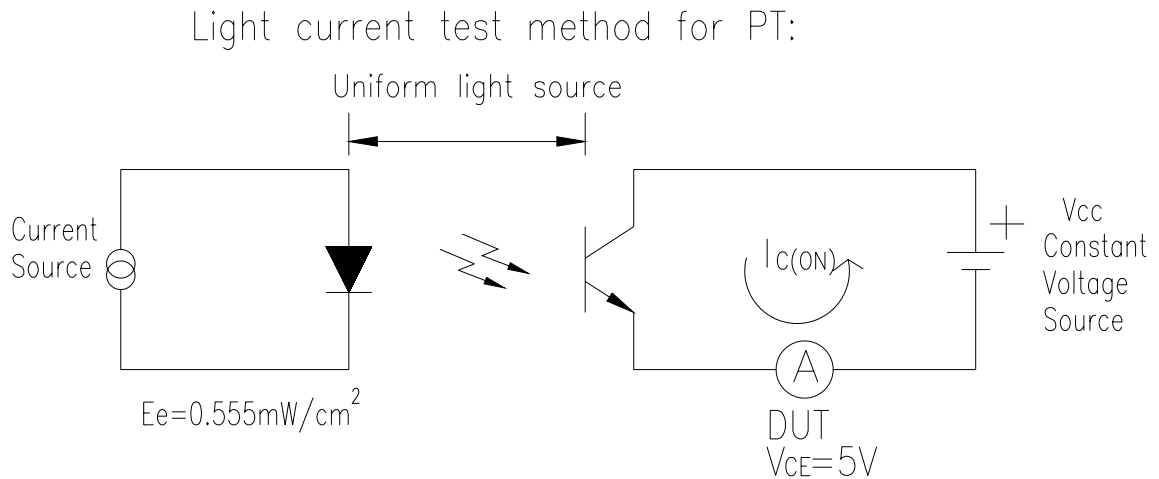 Light current test method for PT:
Uniform light source
Current
Source
Ee=0.555mW/cm²
IC(ON)
A
DUT
VCE=5V
+
Vcc
Constant
Voltage
Source